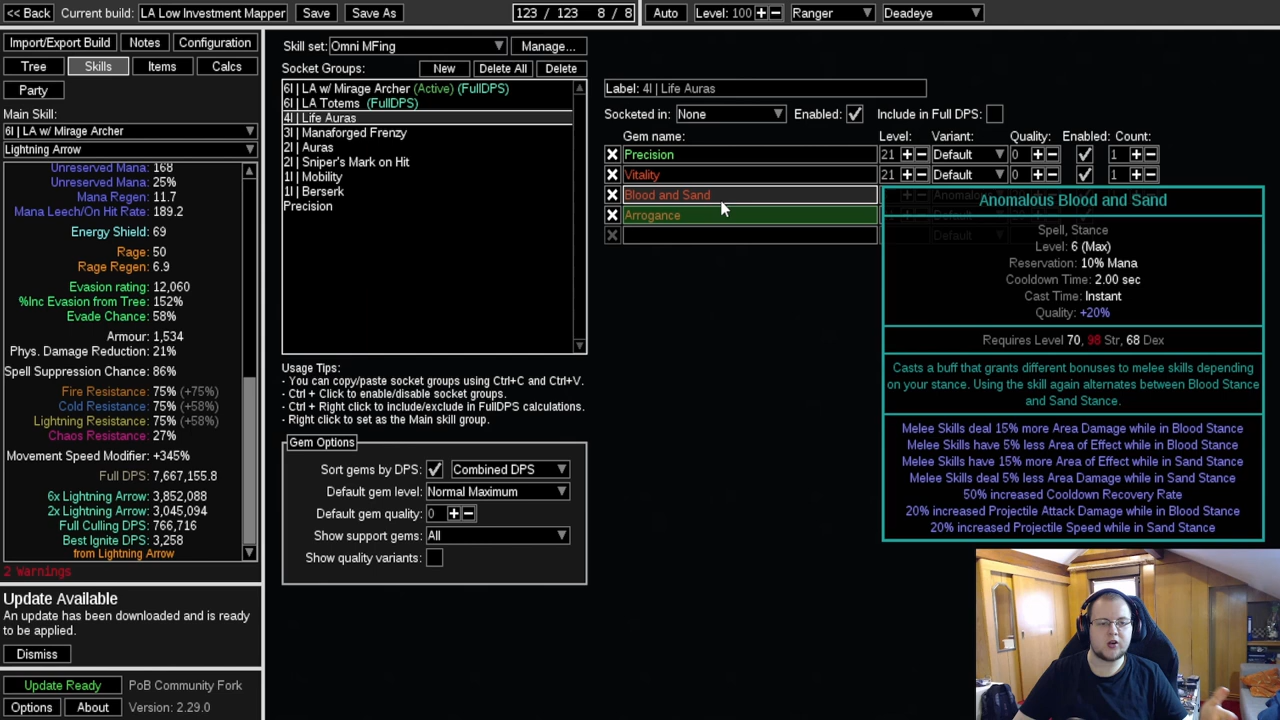 << Back
Current build: LA Low Investment Mapper
Save
Save As
123 / 123 8 / 8
Auto
Level: 100
Ranger
Deadeye
Import/Export Build
Notes
Configuration
Tree
Skills
Items
Calcs
Party
Main Skill:
6l | LA w/ Mirage Archer
Lightning Arrow
Unreserved Mana: 168
Unreserved Mana: 25%
Mana Regen: 11.7
Mana Leech/On Hit Rate: 189.2
Energy Shield: 69
Rage: 50
Rage Regen: 6.9
Evasion rating: 12,060
%Inc Evasion from Tree: 152%
Evade Chance: 58%
Armour: 1,534
Phys. Damage Reduction: 21%
Spell Suppression Chance: 86%
Fire Resistance: 75% (+75%)
Cold Resistance: 75% (+58%)
Lightning Resistance: 75% (+58%)
Chaos Resistance: 27%
Movement Speed Modifier: +345%
Full DPS: 7,667,155.8
6x Lightning Arrow: 3,852,088
2x Lightning Arrow: 3,045,094
Full Culling DPS: 766,716
Best Ignite DPS: 3,258
from Lightning Arrow
2 Warnings
Update Available
An update has been downloaded and is ready
to be applied.
Dismiss
Update Ready
PoB Community Fork
Options
About
Version: 2.29.0
Skill set: Omni MFing
Manage...
Socket Groups:
New
Delete All
Delete
6l | LA w/ Mirage Archer (Active) (FullDPS)
6l | LA Totems (FullDPS)
4l | Life Auras
3l | Manaforged Frenzy
2l | Auras
2l | Sniper's Mark on Hit
1l | Mobility
1l | Berserk
Precision
Usage Tips:
- You can copy/paste socket groups using Ctrl+C and Ctrl+V.
- Ctrl + Click to enable/disable socket groups.
- Ctrl + Right click to include/exclude in FullDPS calculations.
- Right click to set as the Main skill group.
Gem Options
Sort gems by DPS: Combined DPS
Default gem level: Normal Maximum
Default gem quality: 0
Show support gems: All
Show quality variants:
Label: 4l | Life Auras
Socketed in: None
Enabled:
Include in Full DPS:
Gem name: Level: Variant: Quality: Enabled: Count:
Precision 21 Default 0 1
Vitality 21 Default 0 1
Blood and Sand
Arrogance
Default
Anomalous Blood and Sand
Spell, Stance
Level: 6 (Max)
Reservation: 10% Mana
Cooldown Time: 2.00 sec
Cast Time: Instant
Quality: +20%
Requires Level 70, 98 Str, 68 Dex
Casts a buff that grants different bonuses to melee skills depending
on your stance. Using the skill again alternates between Blood Stance
and Sand Stance.
Melee Skills deal 15% more Area Damage while in Blood Stance
Melee Skills have 5% less Area of Effect while in Blood Stance
Melee Skills have 15% more Area of Effect while in Sand Stance
Melee Skills deal 5% less Area Damage while in Sand Stance
50% increased Cooldown Recovery Rate
20% increased Projectile Attack Damage while in Blood Stance
20% increased Projectile Speed while in Sand Stance